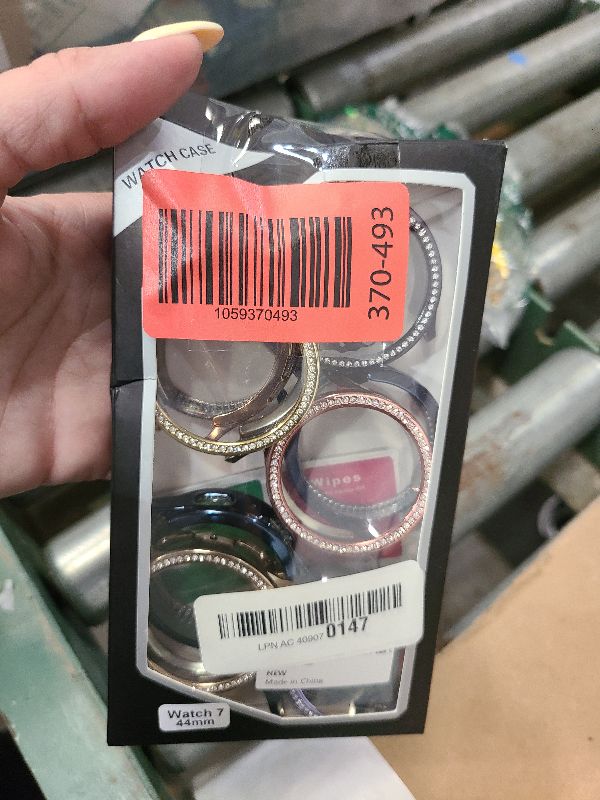 WATCH CASE
370-493
1059370493
Wipes
LPN AC 40907 0147
NEW
Made in China
Watch 7
44mm